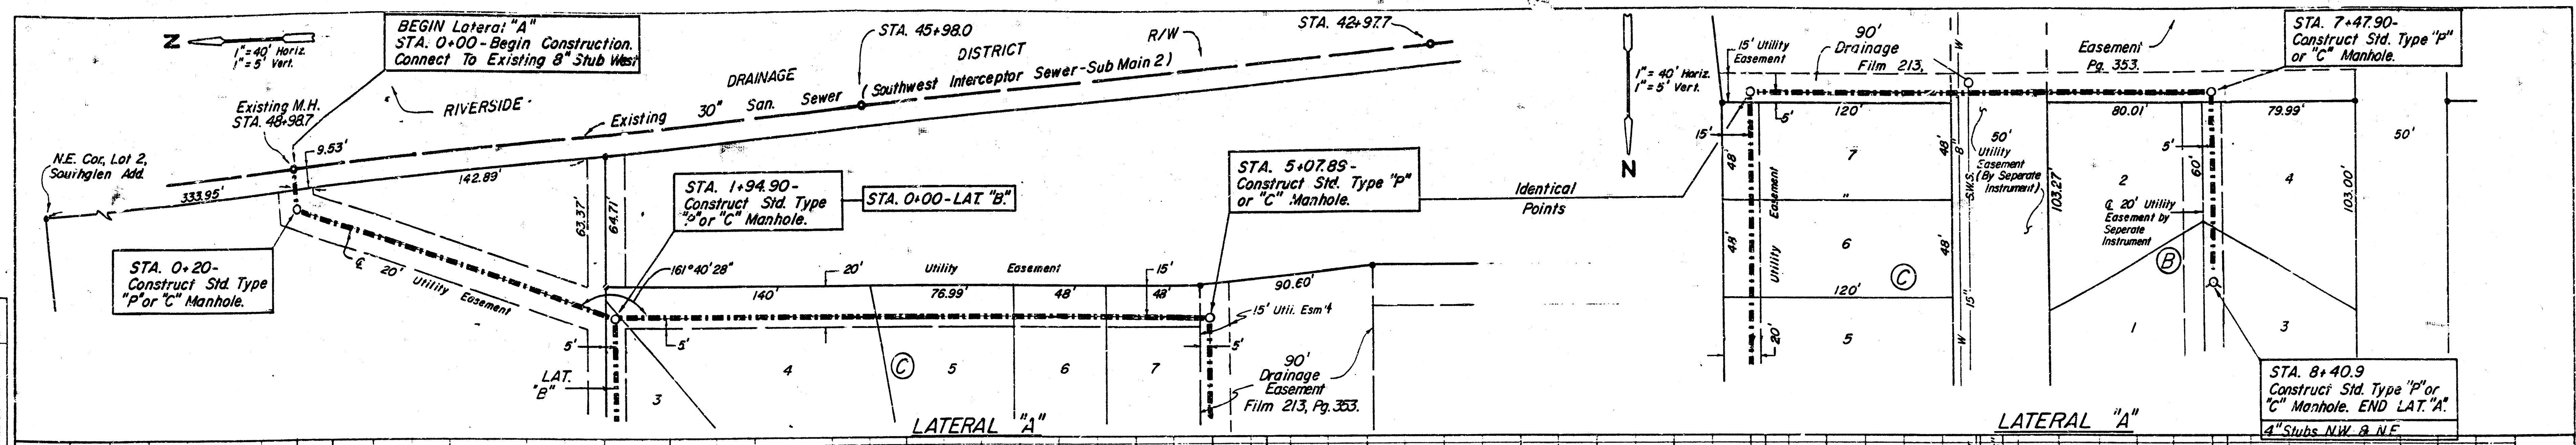 Z
1"=40' Horiz.
1"=5' Vert.
BEGIN Lateral "A"
STA. 0+00-Begin Construction.
Connect To Existing 8" Stub West
Existing M.H.
STA. 48+98.7
RIVERSIDE
DRAINAGE
DISTRICT
R/W
STA. 45+98.0
STA. 42+97.7
Existing 30" San. Sewer (Southwest Interceptor Sewer-Sub Main 2)
N.E. Cor., Lot 2,
Southglen Add.
333.95'
9.53'
142.89'
63.37'
64.71'
STA. 0+20-
Construct Std. Type
"P" or "C" Manhole.
℄ 20' Utility Easement
STA. 1+94.90-
Construct Std. Type
"P" or "C" Manhole.
STA. 0+00-LAT. "B."
STA. 5+07.89-
Construct Std. Type "P"
or "C" Manhole.
Identical
Points
161°40'28"
20'
Utility Easement
15'
140'
76.99'
48'
48'
90.60'
15' Util. Esm't
5'
5'
5'
LAT.
"B"
3
4
C
5
6
7
90'
Drainage
Easement
Film 213, Pg. 353.
LATERAL "A"
N
1"=40' Horiz.
1"=5' Vert.
15' Utility
Easement
90'
Drainage
Film 213,
Easement
Pg. 353.
STA. 7+47.90-
Construct Std. Type "P"
or "C" Manhole.
5'
120'
80.01'
79.99'
15'
48'
48'
7
"
48'
48'
6
C
Utility Easement
120'
5
20'
W
8"
W
S.W.S.
15"
50'
Utility
Easement
(By Seperate
Instrument)
103.27'
2
5'
60'
4
50'
103.00'
℄ 20' Utility
Easement by
Seperate
Instrument
B
1
3
STA. 8+40.9
Construct Std. Type "P" or
"C" Manhole. END LAT. "A".
4" Stubs N.W. & N.E.
LATERAL "A"